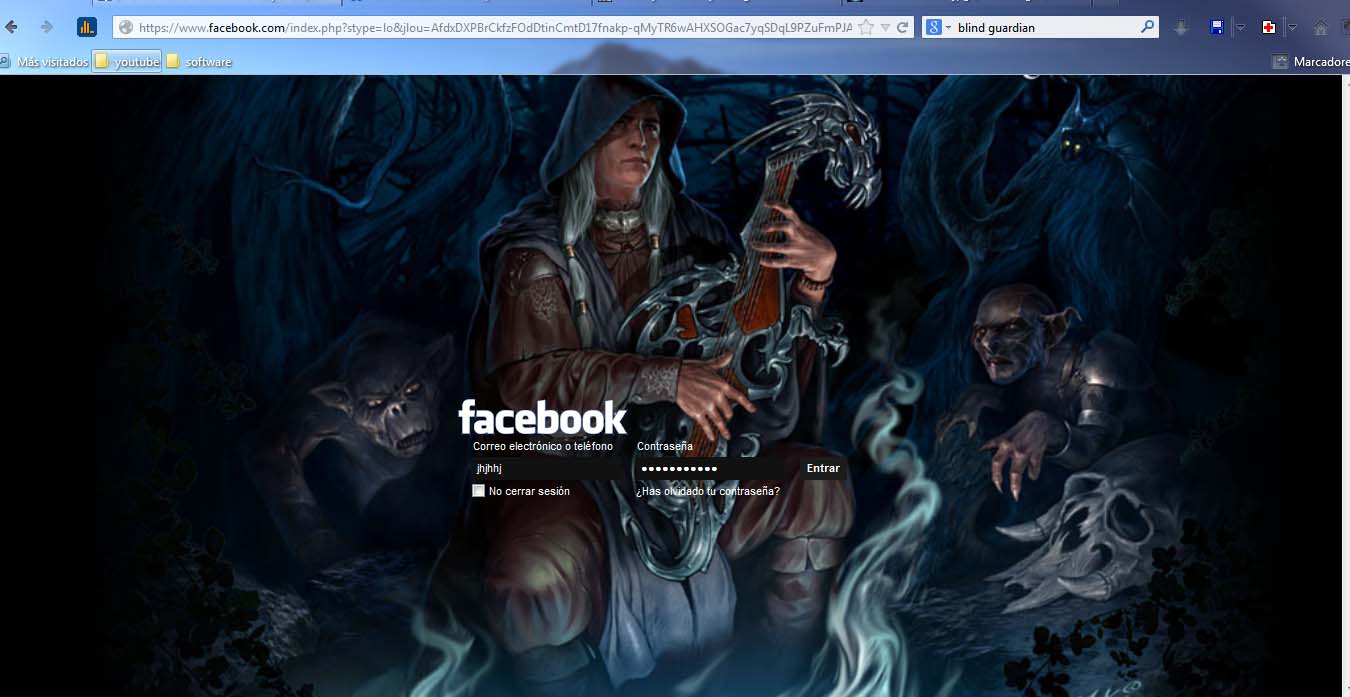 https://www.facebook.com/index.php?stype=lo&jlou=AfdxDXPBrCkfzFOdDtinCmtD17fnakp-qMyTR6wAHXSOGac7yqSDqL9PZuFmPJA
blind guardian
Más visitados
youtube
software
Marcadore
facebook
Correo electrónico o teléfono
Contraseña
jhjhhj
•••••••••••
Entrar
No cerrar sesión
¿Has olvidado tu contraseña?